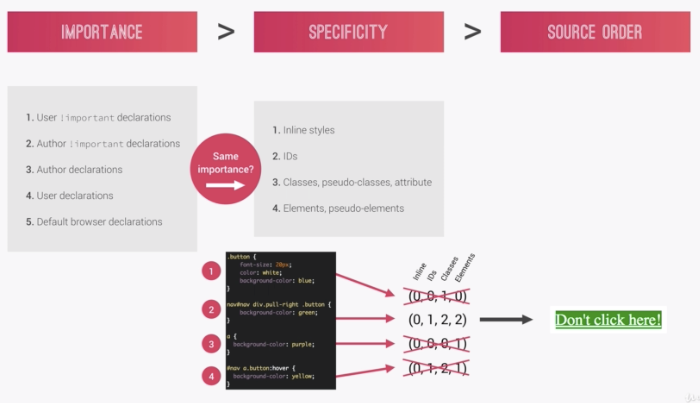 IMPORTANCE > SPECIFICITY > SOURCE ORDER
1. User !important declarations
2. Author !important declarations
3. Author declarations
4. User declarations
5. Default browser declarations
Same
importance?
1. Inline styles
2. IDs
3. Classes, pseudo-classes, attribute
4. Elements, pseudo-elements
Inline
IDs
Classes
Elements
1
.button {
font-size: 20px;
color: white;
background-color: blue;
}
(0, 0, 1, 0)
2
nav#nav div.pull-right .button {
background-color: green;
}
(0, 1, 2, 2)
Don't click here!
3
a {
background-color: purple;
}
(0, 0, 0, 1)
4
#nav a.button:hover {
background-color: yellow;
}
(0, 1, 2, 1)